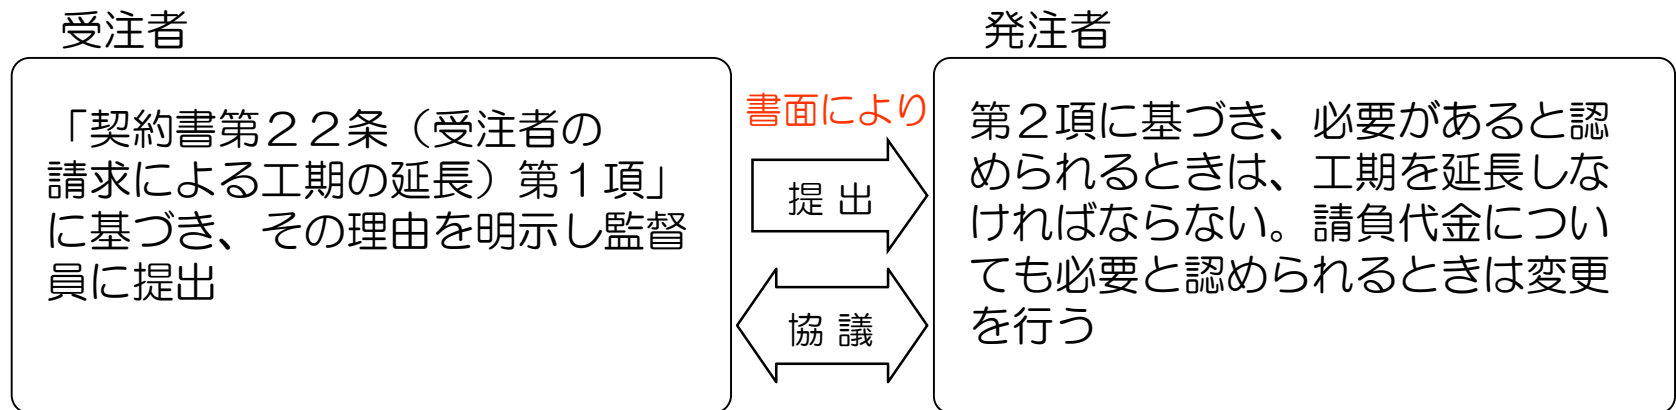 受注者
「契約書第２２条（受注者の
請求による工期の延長）第１項」
に基づき、その理由を明示し監督
員に提出
書面により
提 出
協 議
発注者
第２項に基づき、必要があると認
められるときは、工期を延長しな
ければならない。請負代金につい
ても必要と認められるときは変更
を行う